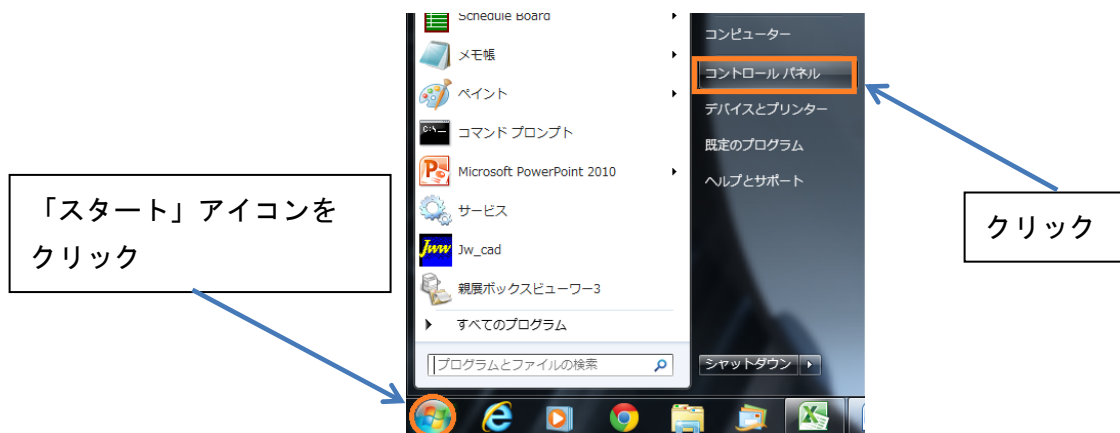 Schedule Board
メモ帳
ペイント
C:\
コマンド プロンプト
Microsoft PowerPoint 2010
サービス
Jww
Jw_cad
親展ボックスビューワー3
すべてのプログラム
プログラムとファイルの検索
コンピューター
コントロール パネル
デバイスとプリンター
既定のプログラム
ヘルプとサポート
シャットダウン
「スタート」アイコンを
クリック
クリック